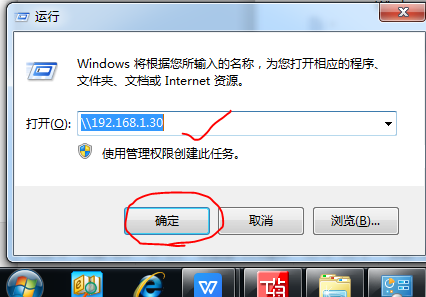 运行
Windows 将根据您所输入的名称，为您打开相应的程序、
文件夹、文档或 Internet 资源。
打开(O): \\192.168.1.30
使用管理权限创建此任务。
确定 取消 浏览(B)...